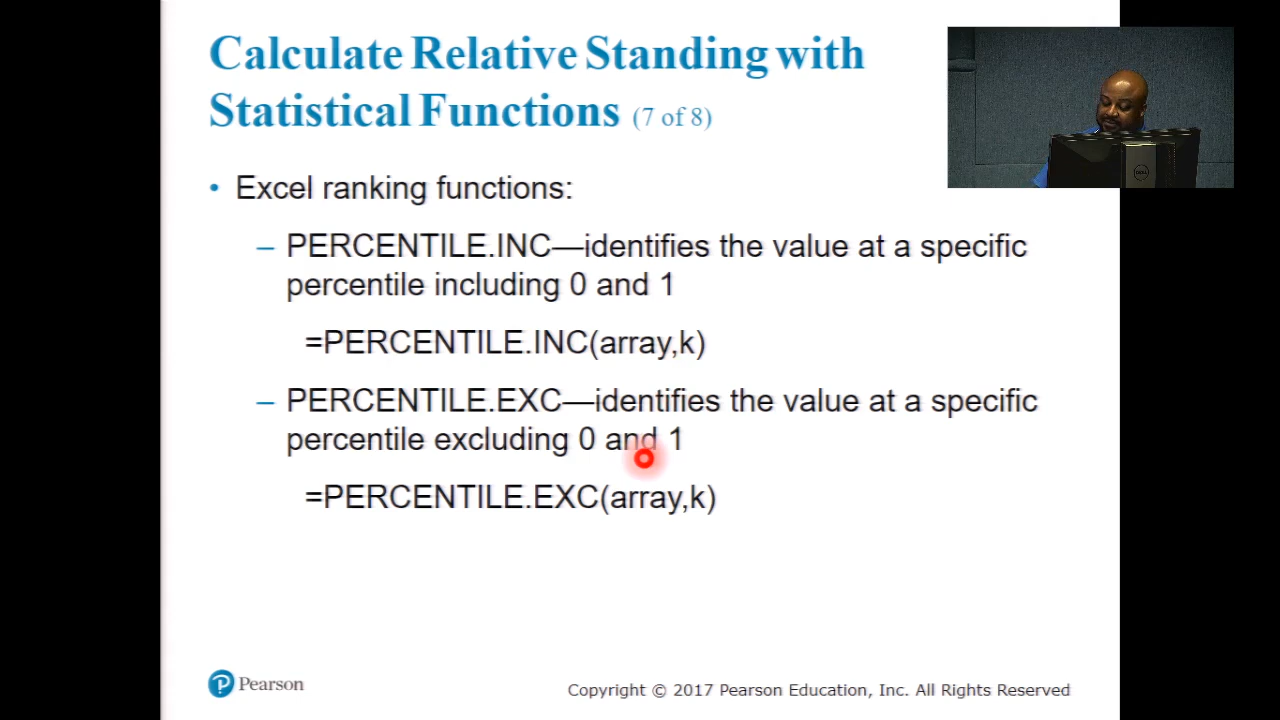 Calculate Relative Standing with
Statistical Functions (7 of 8)
• Excel ranking functions:
– PERCENTILE.INC—identifies the value at a specific
percentile including 0 and 1
=PERCENTILE.INC(array,k)
– PERCENTILE.EXC—identifies the value at a specific
percentile excluding 0 and 1
=PERCENTILE.EXC(array,k)
P Pearson
Copyright © 2017 Pearson Education, Inc. All Rights Reserved
DELL